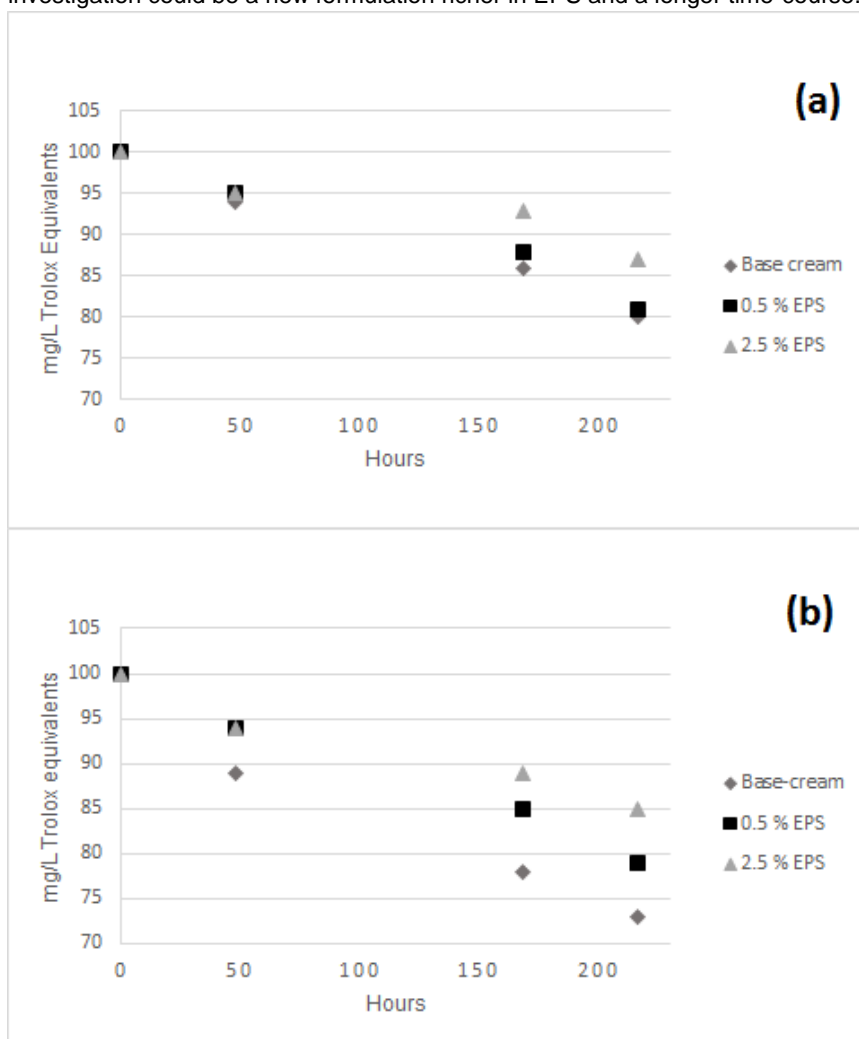 investigation could be a new formulation richer in EPS and a longer time-course.
(a)
105
100
95
90
85
80
75
70
mg/L Trolox Equivalents
0 50 100 150 200
Hours
Base cream
0.5 % EPS
2.5 % EPS
(b)
105
100
95
90
85
80
75
70
mg/L Trolox equivalents
0 50 100 150 200
Hours
Base-cream
0.5 % EPS
2.5 % EPS